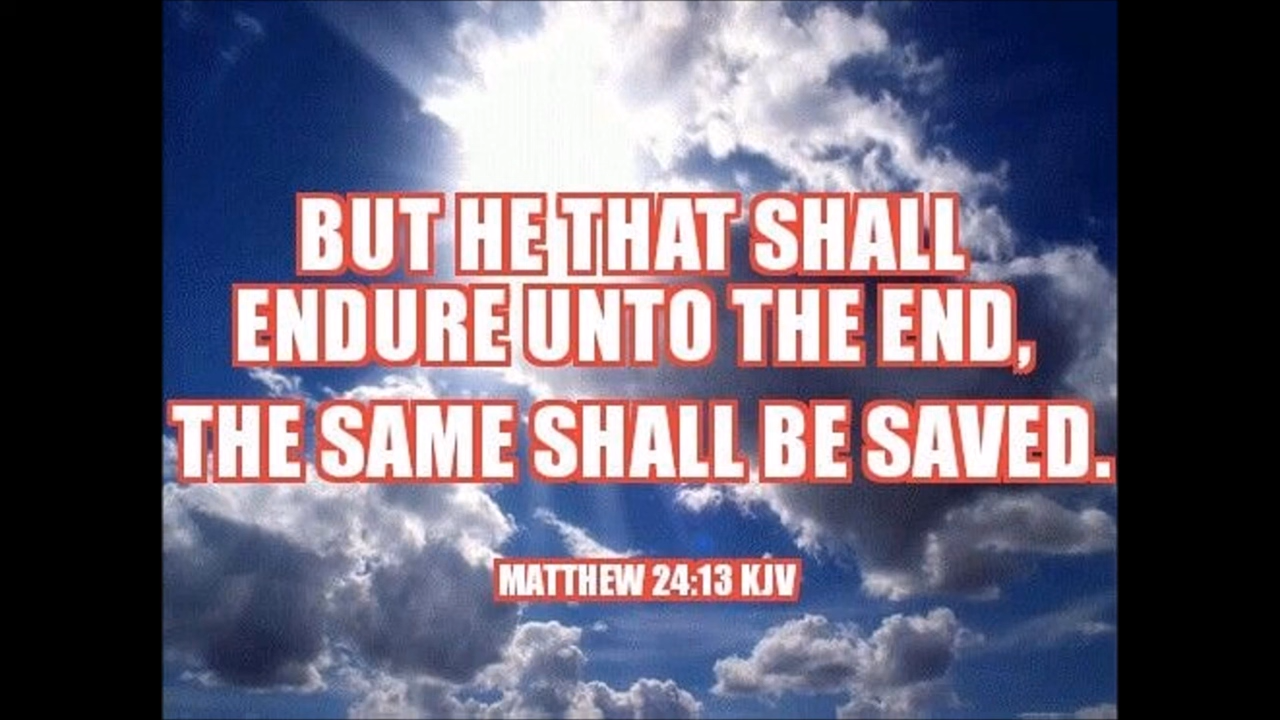 BUT HE THAT SHALL
ENDURE UNTO THE END,
THE SAME SHALL BE SAVED.
MATTHEW 24:13 KJV